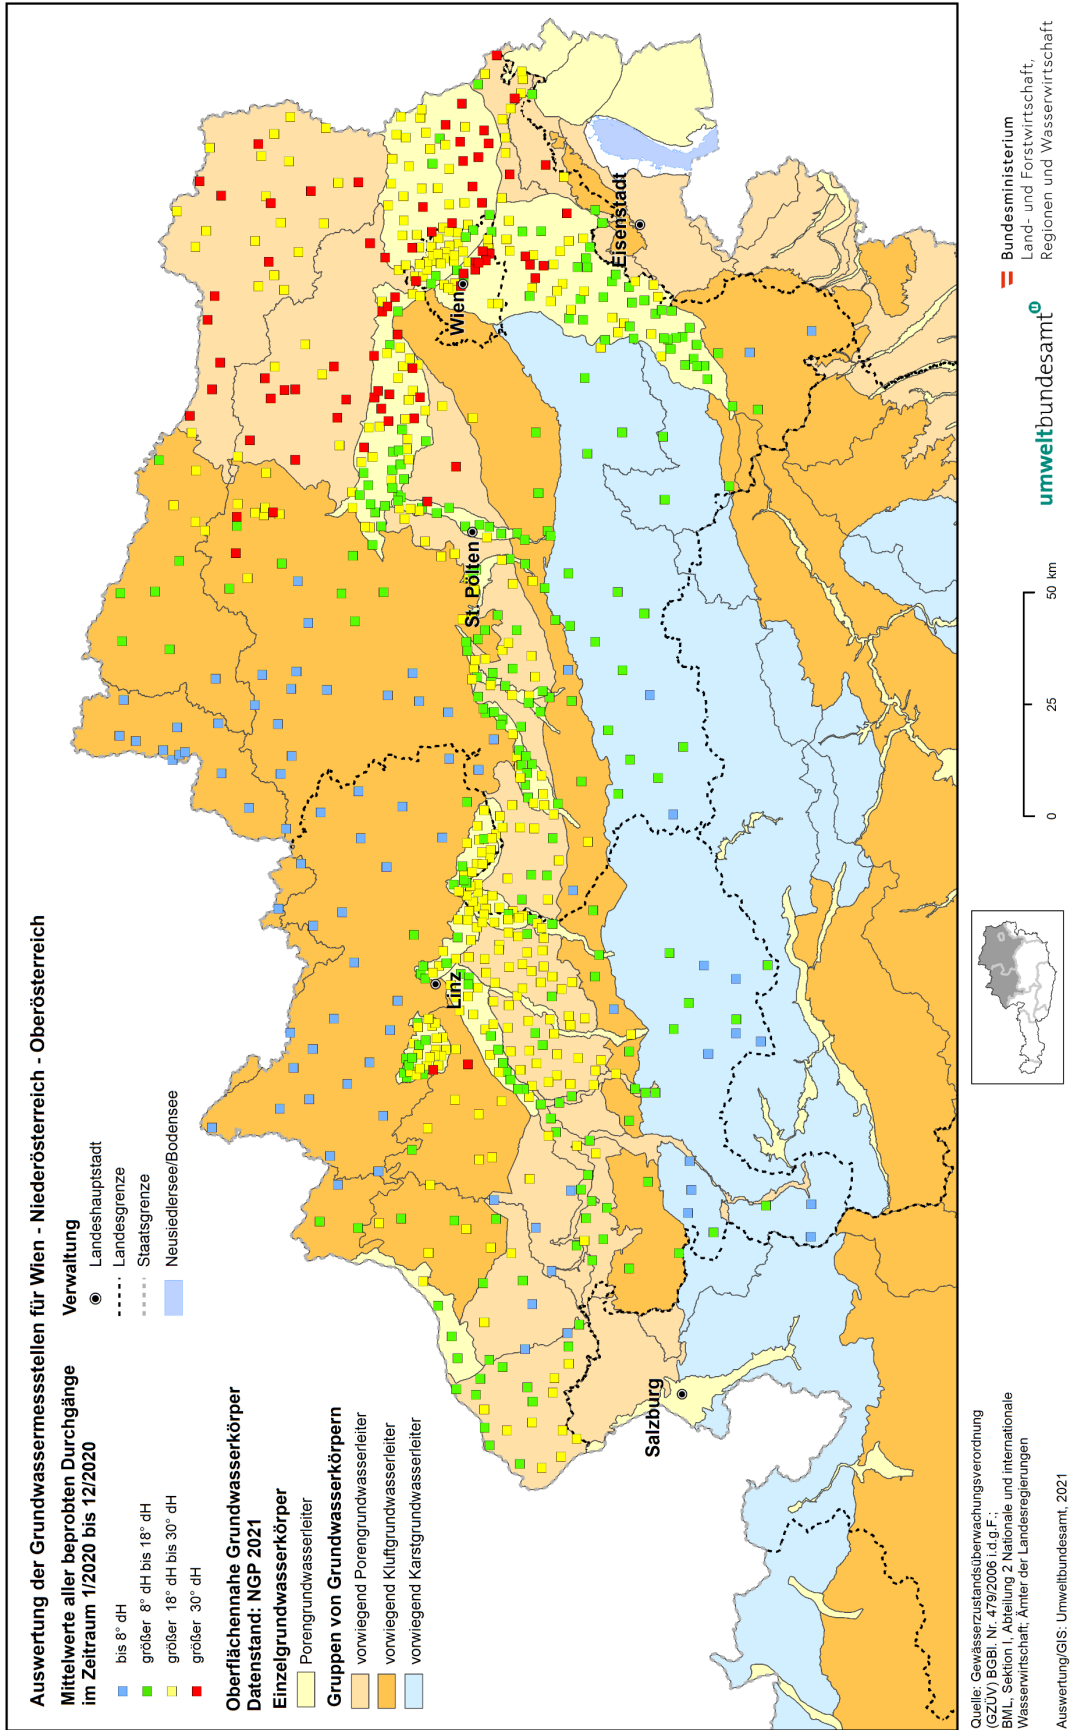 Auswertung der Grundwassermessstellen für Wien - Niederösterreich - Oberösterreich
Mittelwerte aller beprobten Durchgänge
im Zeitraum 1/2020 bis 12/2020
bis 8° dH
größer 8° dH bis 18° dH
größer 18° dH bis 30° dH
größer 30° dH
Verwaltung
Landeshauptstadt
Landesgrenze
Staatsgrenze
Neusiedlersee/Bodensee
Oberflächennahe Grundwasserkörper
Datenstand: NGP 2021
Einzelgrundwasserkörper
Porengrundwasserleiter
Gruppen von Grundwasserkörpern
vorwiegend Porengrundwasserleiter
vorwiegend Kluftgrundwasserleiter
vorwiegend Karstgrundwasserleiter
Salzburg
Linz
St. Pölten
Wien
Eisenstadt
Quelle: Gewässerzustandsüberwachungsverordnung
(GZÜV) BGBl. Nr. 479/2006 i.d.g.F.;
BML, Sektion I, Abteilung 2 Nationale und internationale
Wasserwirtschaft; Ämter der Landesregierungen
Auswertung/GIS: Umweltbundesamt, 2021
0 25 50 km
umweltbundesamt
Bundesministerium
Land- und Forstwirtschaft,
Regionen und Wasserwirtschaft